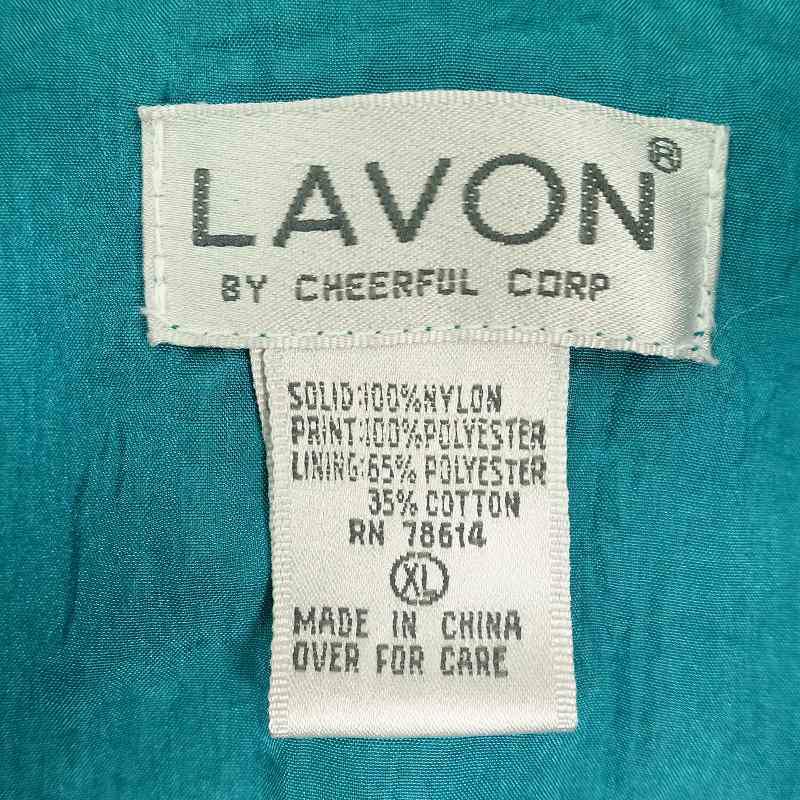 LAVON®
BY CHEERFUL CORP
SOLID:100%NYLON
PRINT:100%POLYESTER
LINING:65% POLYESTER
35% COTTON
RN 78614
XL
MADE IN CHINA
OVER FOR CARE